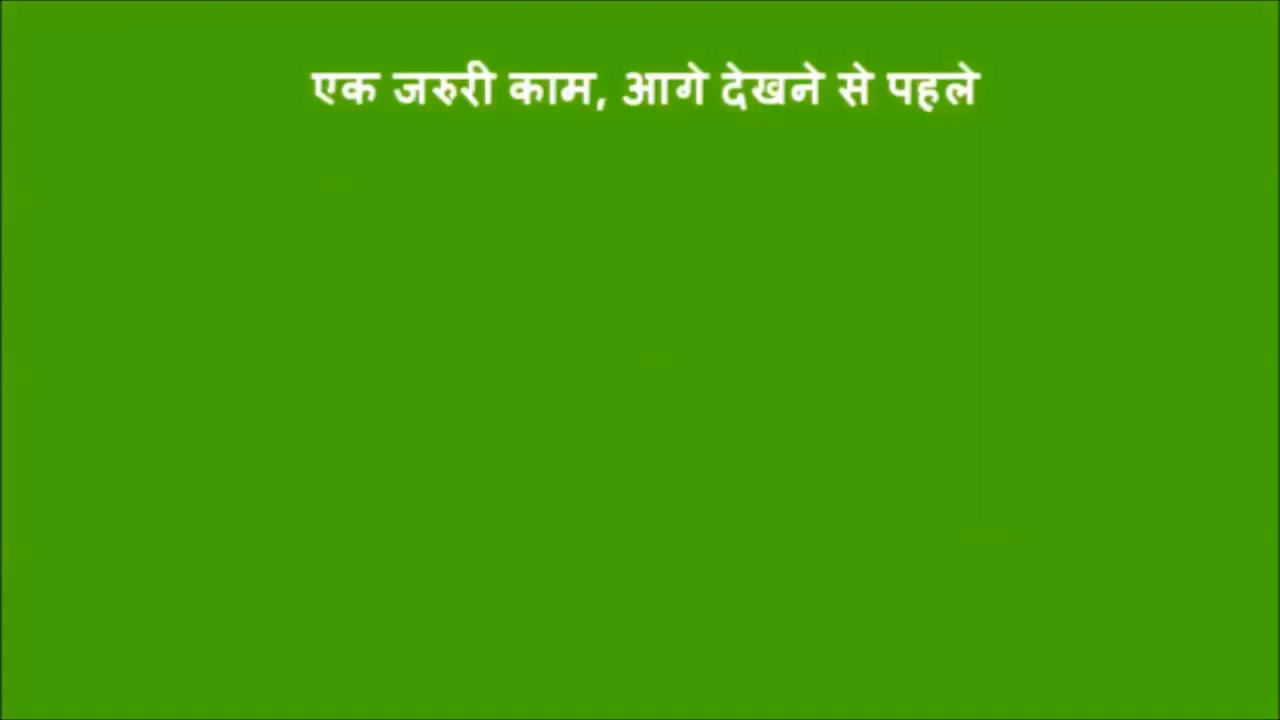 एक जरुरी काम, आगे देखने से पहले